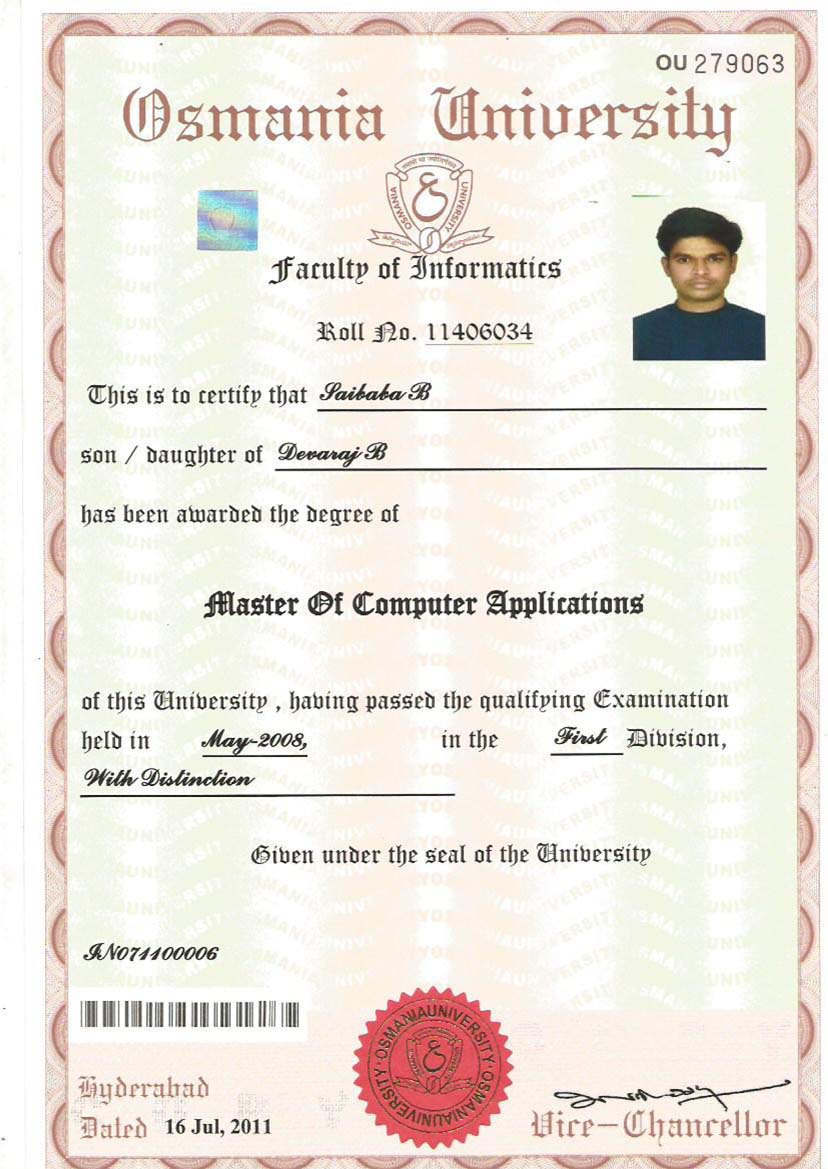 OU 279063
Osmania University
OSMANIA UNIVERSITY
Faculty of Informatics
Roll No. 11406034
This is to certify that Saibaba B
son / daughter of Devaraj B
has been awarded the degree of
Master Of Computer Applications
of this University , having passed the qualifying Examination
held in May-2008, in the First Division,
With Distinction
Given under the seal of the University
IN071100006
OSMANIAUNIVERSITY · OSMANIAUNIVERSITY ·
Hyderabad
Dated 16 Jul, 2011
Vice-Chancellor